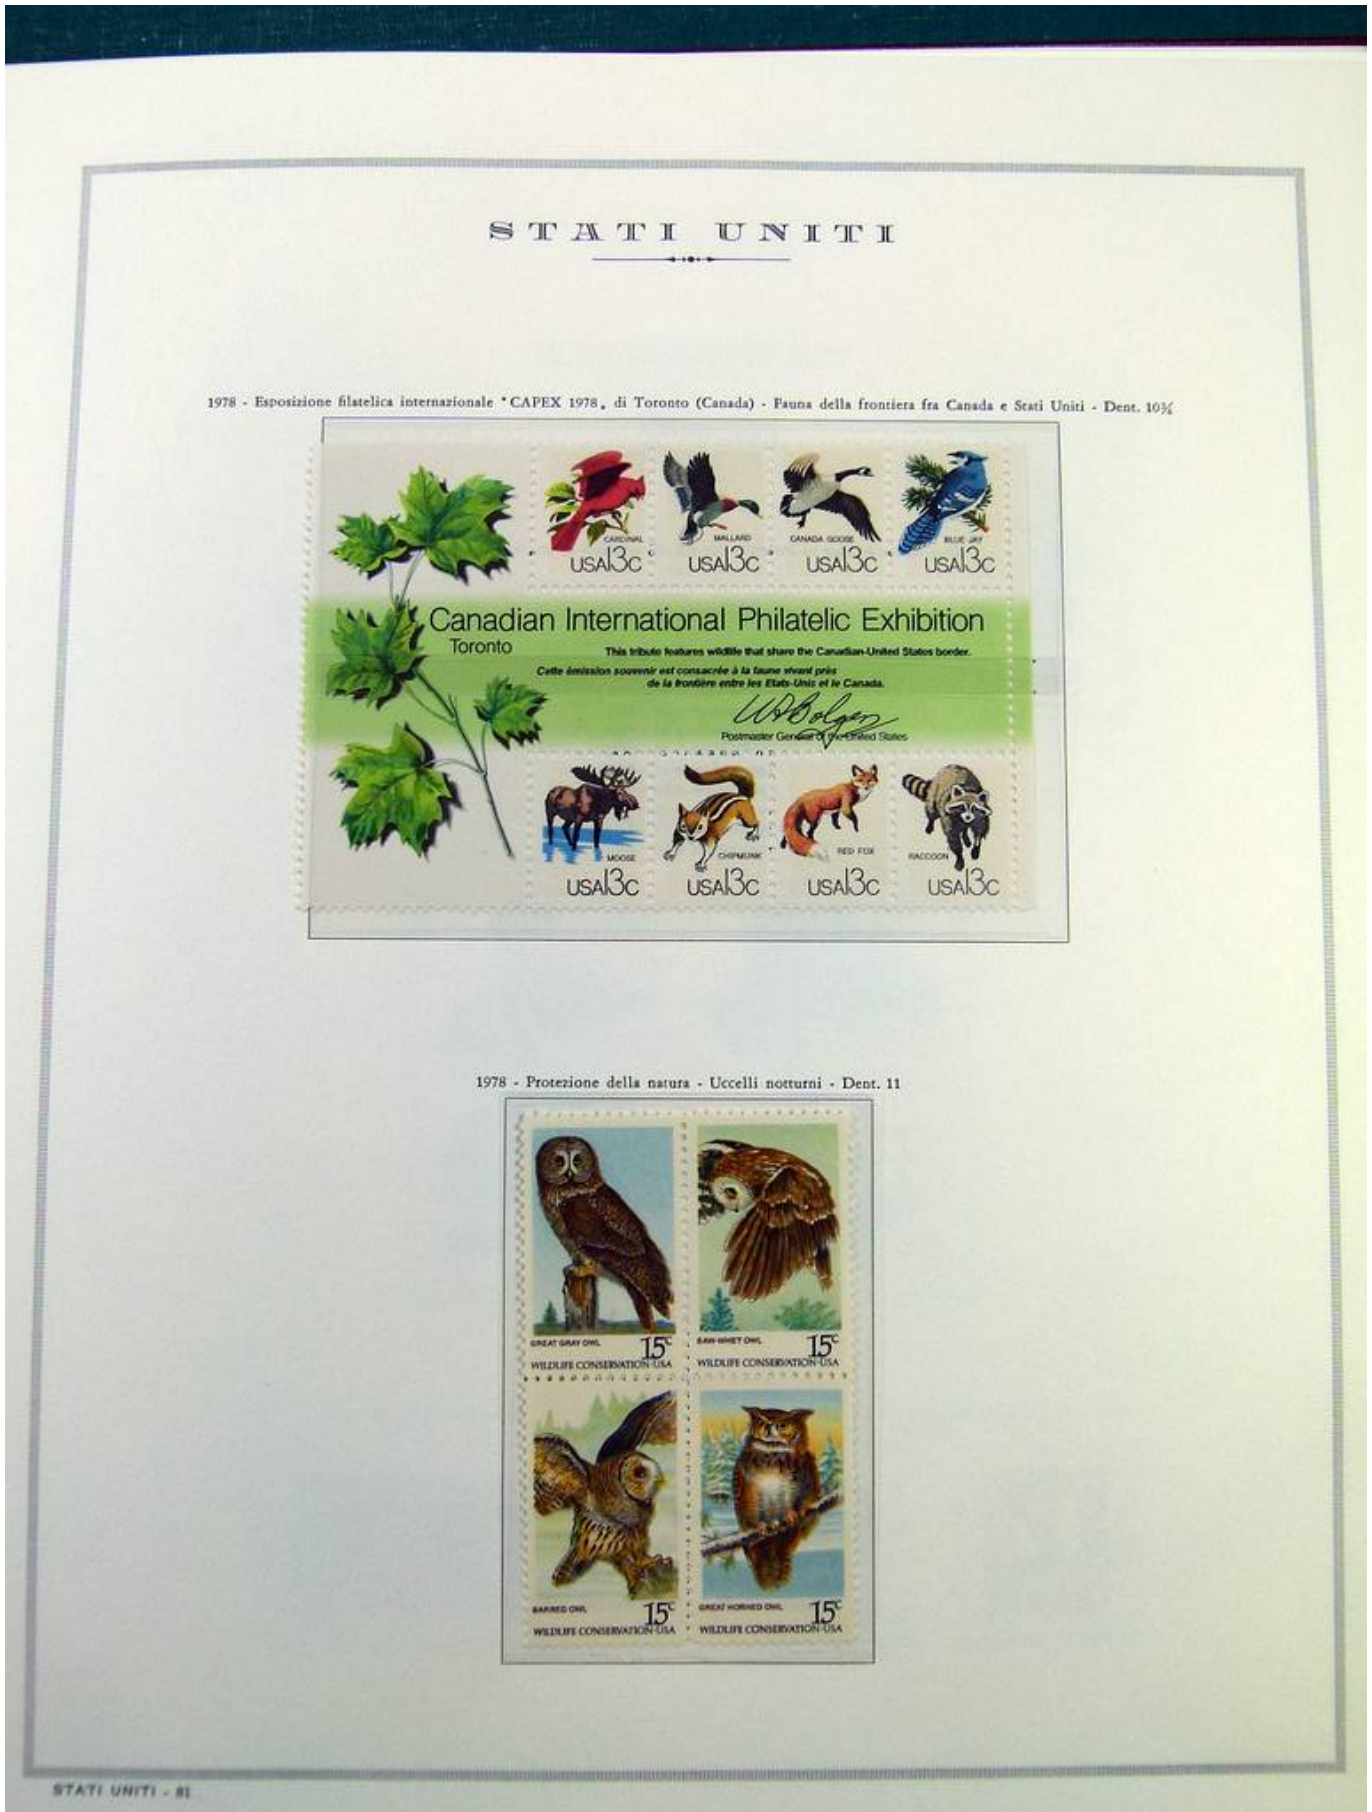 STATI UNITI
1978 - Esposizione filatelica internazionale "CAPEX 1978„ di Toronto (Canada) - Fauna della frontiera fra Canada e Stati Uniti - Dent. 10¾
CARDINAL
MALLARD
CANADA GOOSE
BLUE JAY
USA13c
USA13c
USA13c
USA13c
Canadian International Philatelic Exhibition
Toronto
This tribute features wildlife that share the Canadian-United States border.
Cette émission souvenir est consacrée à la faune vivant près
de la frontière entre les Etats-Unis et le Canada.
Postmaster General of the United States
MOOSE
CHIPMUNK
RED FOX
RACCOON
USA13c
USA13c
USA13c
USA13c
1978 - Protezione della natura - Uccelli notturni - Dent. 11
GREAT GRAY OWL
15c
WILDLIFE CONSERVATION·USA
SAW-WHET OWL
15c
WILDLIFE CONSERVATION·USA
BARRED OWL
15c
WILDLIFE CONSERVATION·USA
GREAT HORNED OWL
15c
WILDLIFE CONSERVATION·USA
STATI UNITI - 81